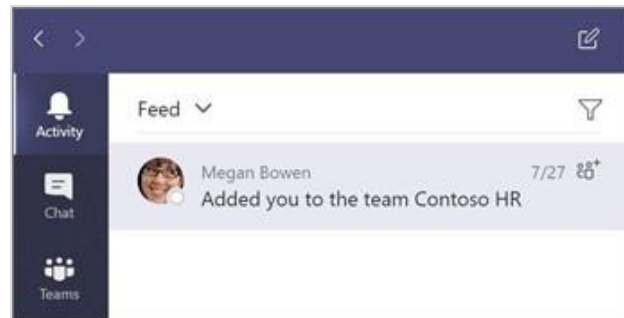 Activity
Feed
Megan Bowen 7/27
Added you to the team Contoso HR
Chat
Teams